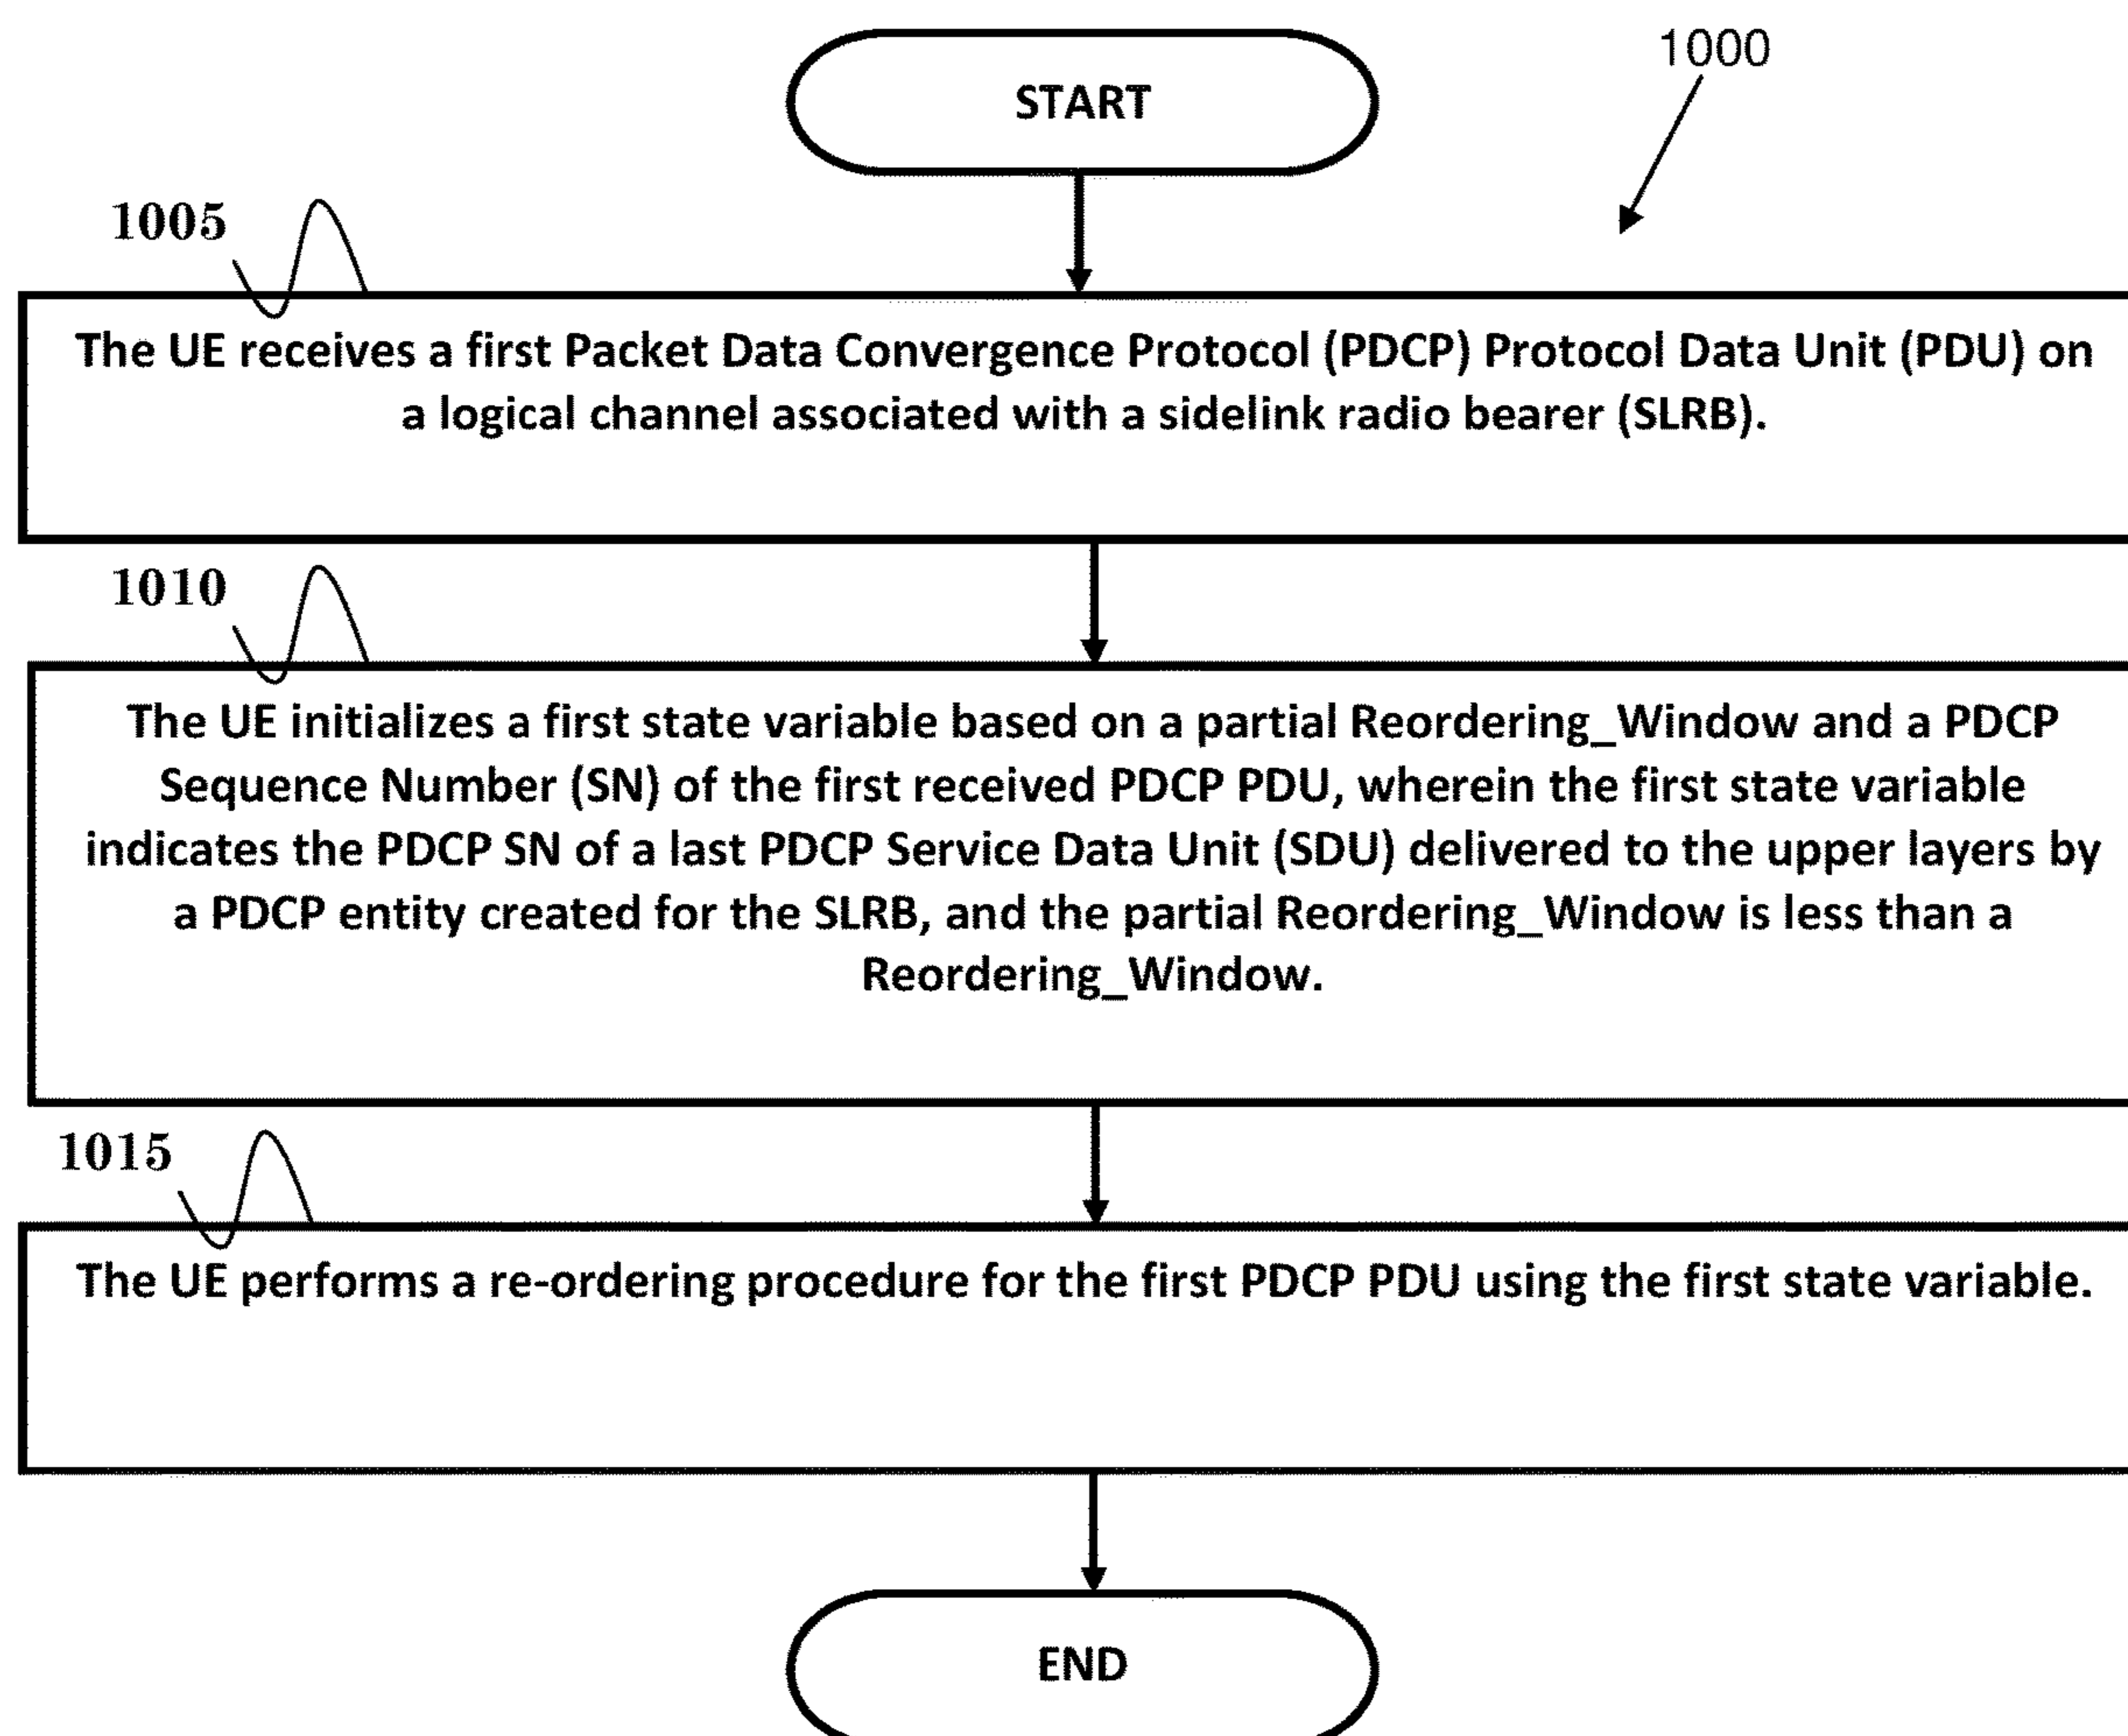 START
1000
1005
The UE receives a first Packet Data Convergence Protocol (PDCP) Protocol Data Unit (PDU) on
a logical channel associated with a sidelink radio bearer (SLRB).
1010
The UE initializes a first state variable based on a partial Reordering_Window and a PDCP
Sequence Number (SN) of the first received PDCP PDU, wherein the first state variable
indicates the PDCP SN of a last PDCP Service Data Unit (SDU) delivered to the upper layers by
a PDCP entity created for the SLRB, and the partial Reordering_Window is less than a
Reordering_Window.
1015
The UE performs a re-ordering procedure for the first PDCP PDU using the first state variable.
END